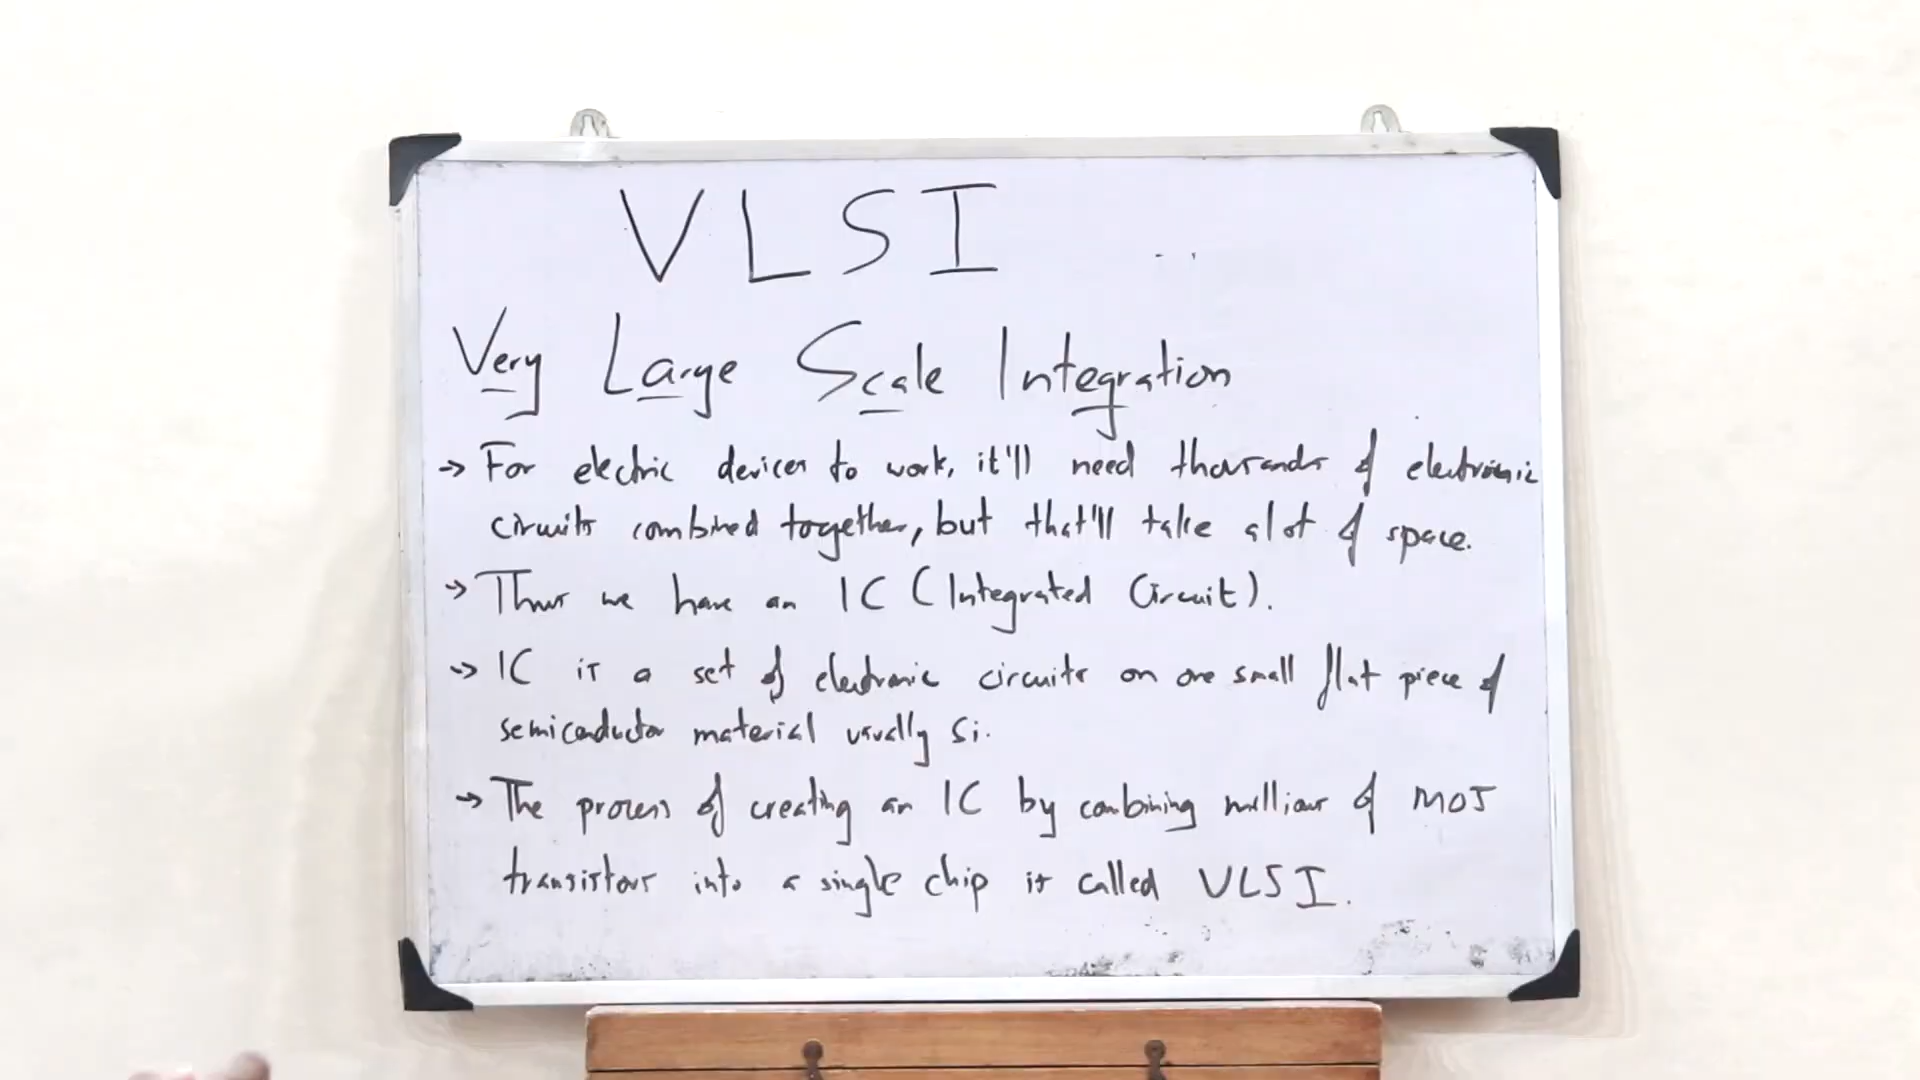 VLSI
Very Large Scale Integration
→ For electric devices to work, it'll need thousands of electronic
circuits combined together, but that'll take alot of space.
→ Thus we have an IC (Integrated Circuit).
→ IC is a set of electronic circuits on one small flat piece of
semiconductor material usually Si.
→ The process of creating an IC by combining millions of MOS
transistors into a single chip is called VLSI.